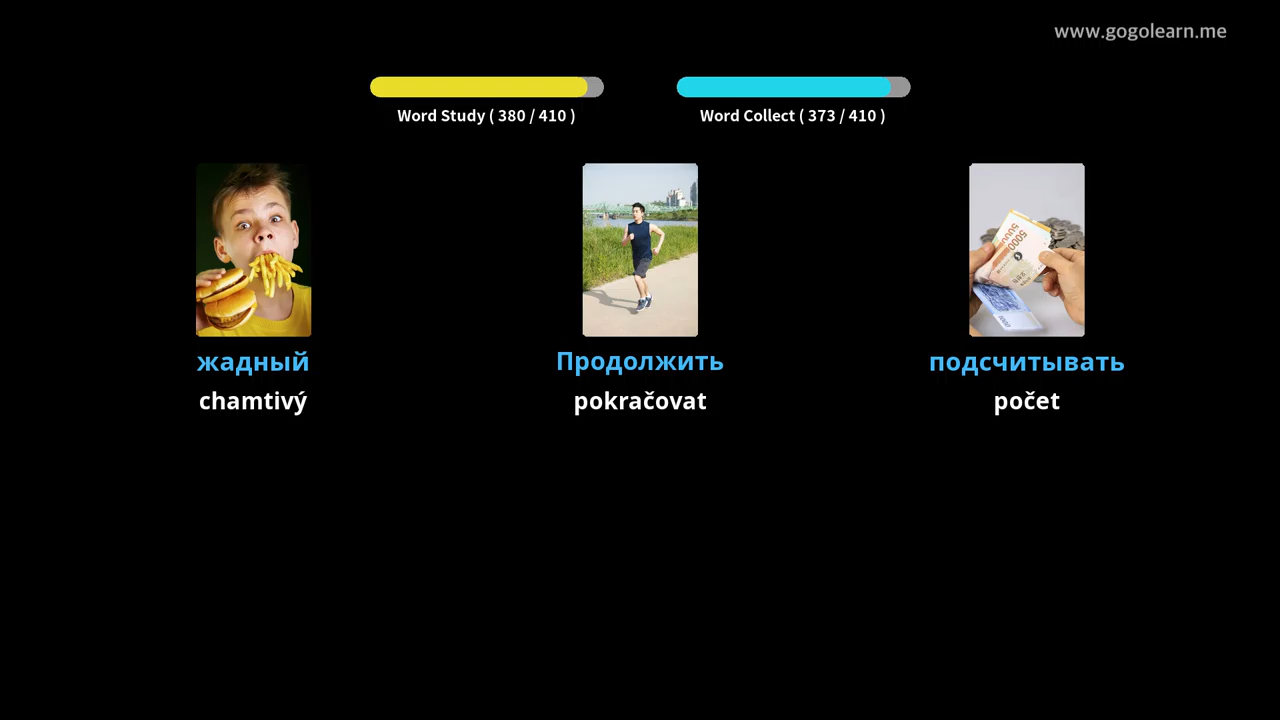 www.gogolearn.me
Word Study ( 380 / 410 )
Word Collect ( 373 / 410 )
жадный
Продолжить
подсчитывать
chamtivý
pokračovat
počet